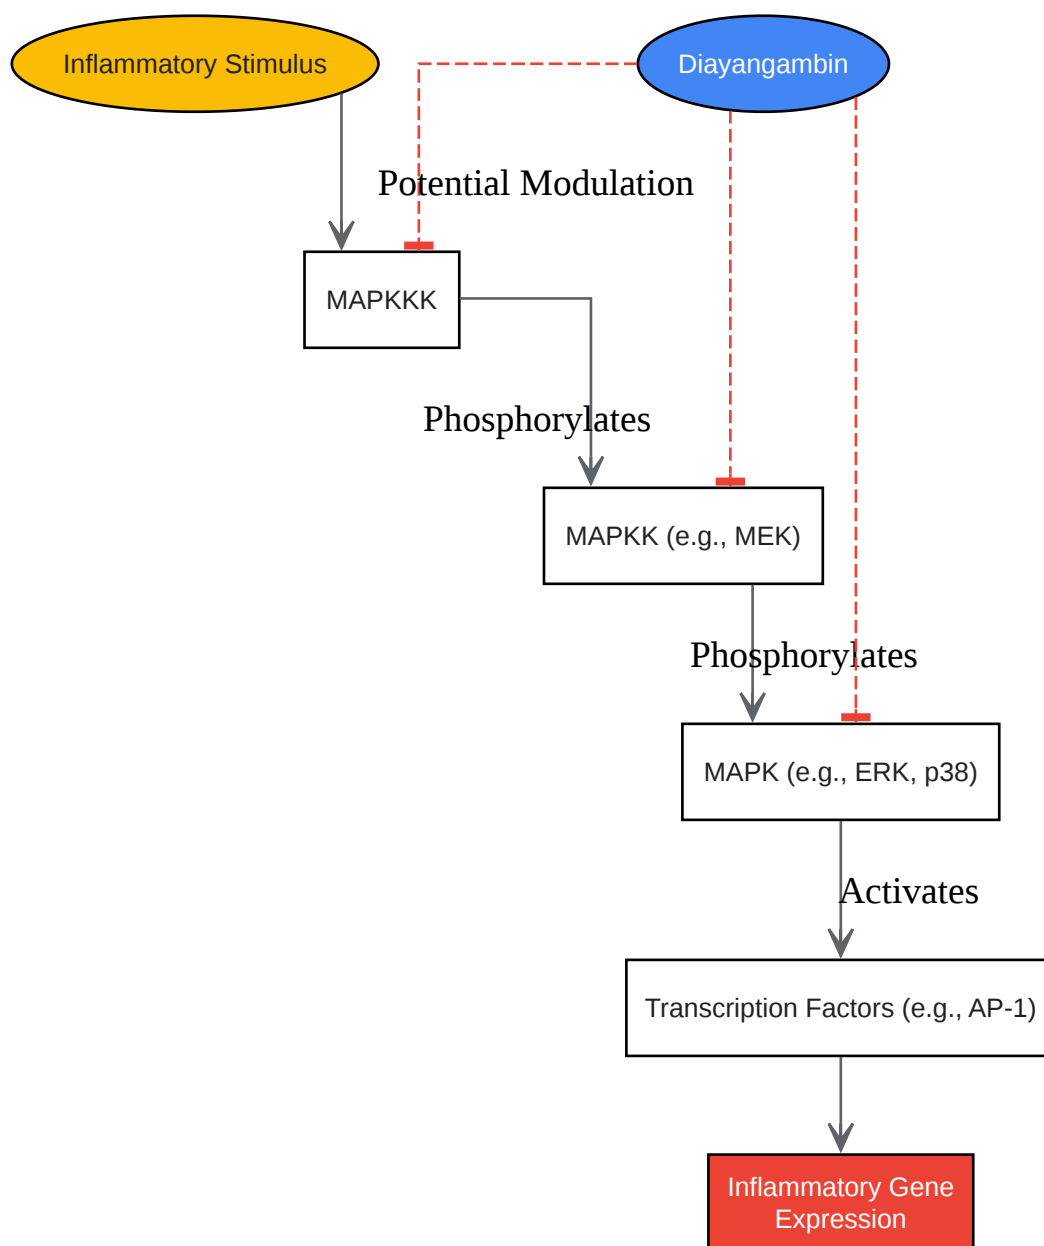 Inflammatory Stimulus
Diayangambin
Potential Modulation
MAPKKK
Phosphorylates
MAPKK (e.g., MEK)
Phosphorylates
MAPK (e.g., ERK, p38)
Activates
Transcription Factors (e.g., AP-1)
Inflammatory Gene
Expression